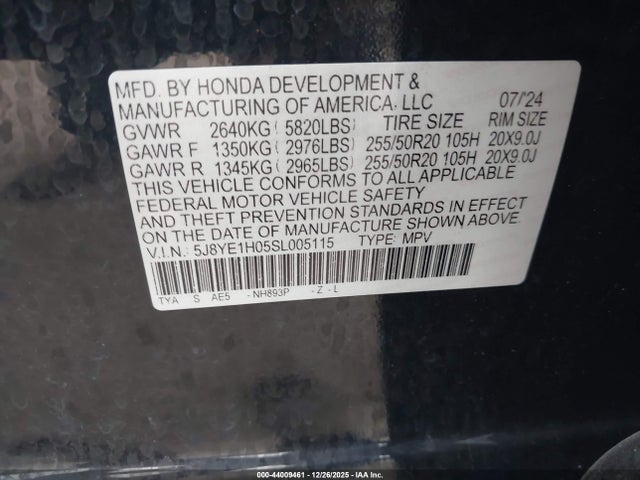 MFD. BY HONDA DEVELOPMENT &
MANUFACTURING OF AMERICA, LLC 07/'24
GVWR 2640KG ( 5820LBS) TIRE SIZE RIM SIZE
GAWR F 1350KG ( 2976LBS) 255/50R20 105H 20X9.0J
GAWR R 1345KG ( 2965LBS) 255/50R20 105H 20X9.0J
THIS VEHICLE CONFORMS TO ALL APPLICABLE
FEDERAL MOTOR VEHICLE SAFETY
AND THEFT PREVENTION STANDARDS IN EFFECT
ON THE DATE OF MANUFACTURE SHOWN ABOVE.
V.I.N. 5J8YE1H05SL005115 TYPE: MPV
TYA S AE5 -NH893P -Z-L
000-44009461 - 12/26/2025 - IAA Inc.